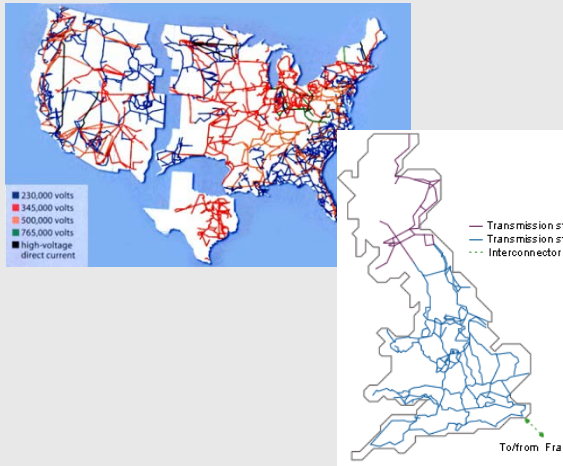 230,000 volts
345,000 volts
500,000 volts
765,000 volts
high-voltage
direct current
Transmission
Transmission
Interconnector
To/from